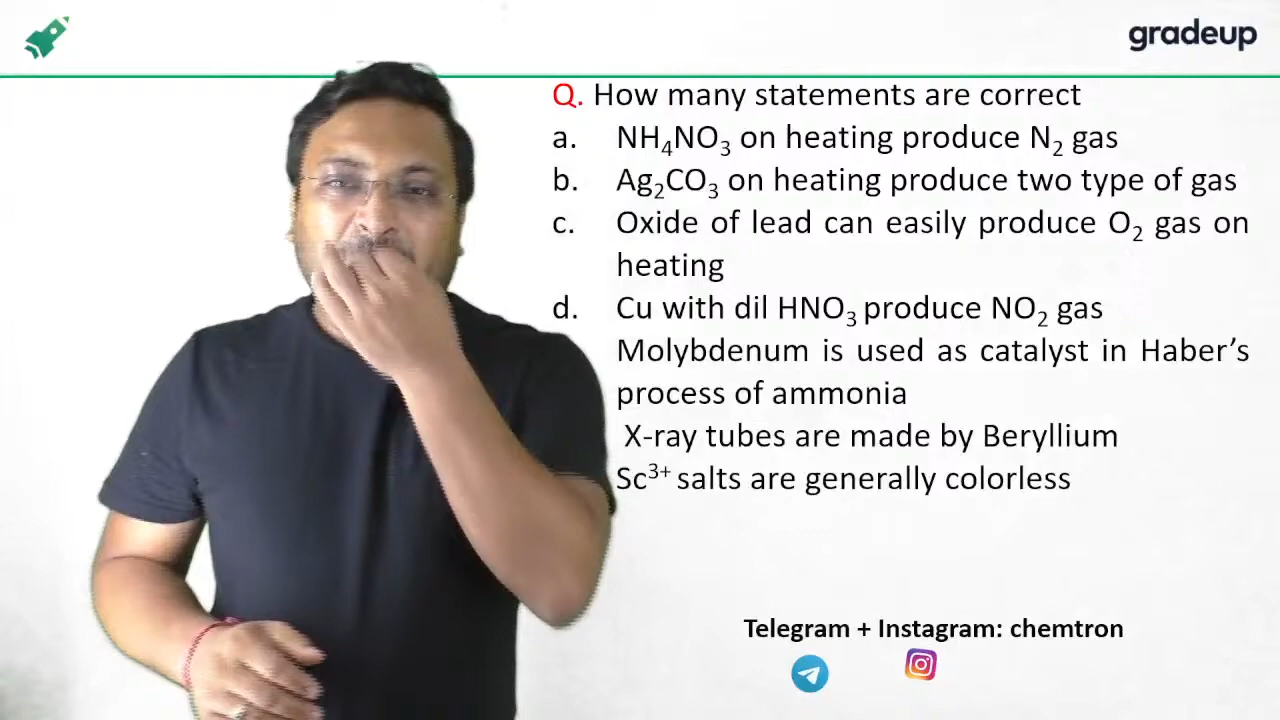 gradeup
Q. How many statements are correct
a. NH₄NO₃ on heating produce N₂ gas
b. Ag₂CO₃ on heating produce two type of gas
c. Oxide of lead can easily produce O₂ gas on
heating
d. Cu with dil HNO₃ produce NO₂ gas
Molybdenum is used as catalyst in Haber’s
process of ammonia
X-ray tubes are made by Beryllium
Sc³⁺ salts are generally colorless
Telegram + Instagram: chemtron